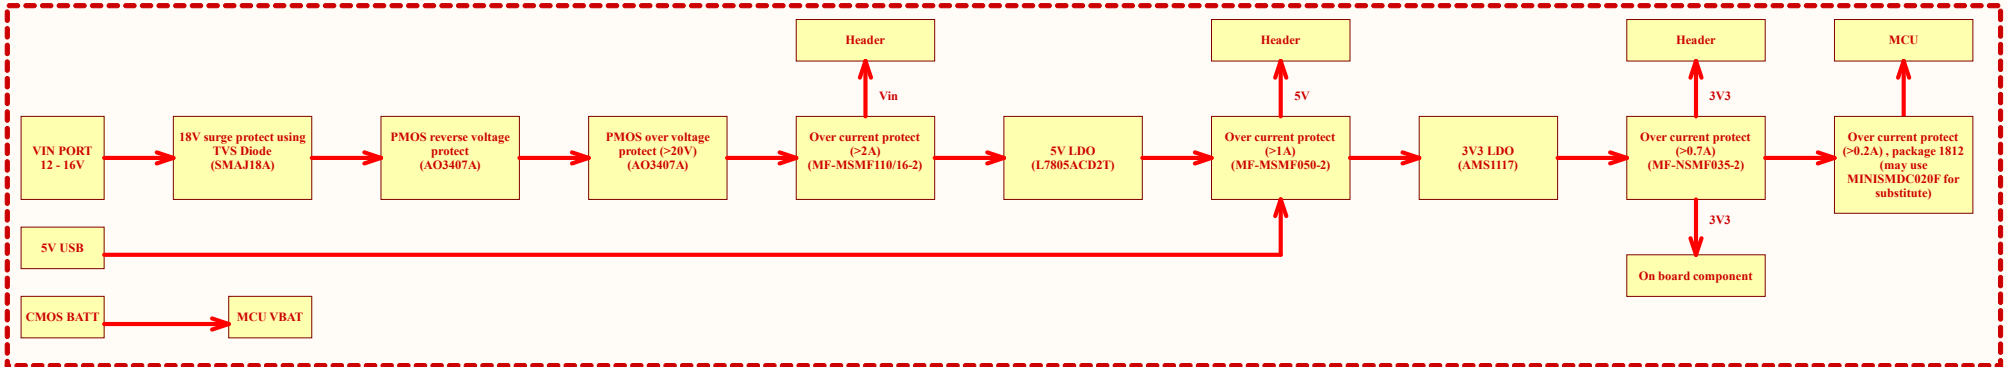 Header
Header
Header
MCU
Vin
5V
3V3
VIN PORT
12 - 16V
18V surge protect using
TVS Diode
(SMAJ18A)
PMOS reverse voltage
protect
(AO3407A)
PMOS over voltage
protect (>20V)
(AO3407A)
Over current protect
(>2A)
(MF-MSMF110/16-2)
5V LDO
(L7805ACD2T)
Over current protect
(>1A)
(MF-MSMF050-2)
3V3 LDO
(AMS1117)
Over current protect
(>0.7A)
(MF-NSMF035-2)
Over current protect
(>0.2A) , package 1812
(may use
MINISMDC020F for
substitute)
3V3
5V USB
On board component
CMOS BATT
MCU VBAT